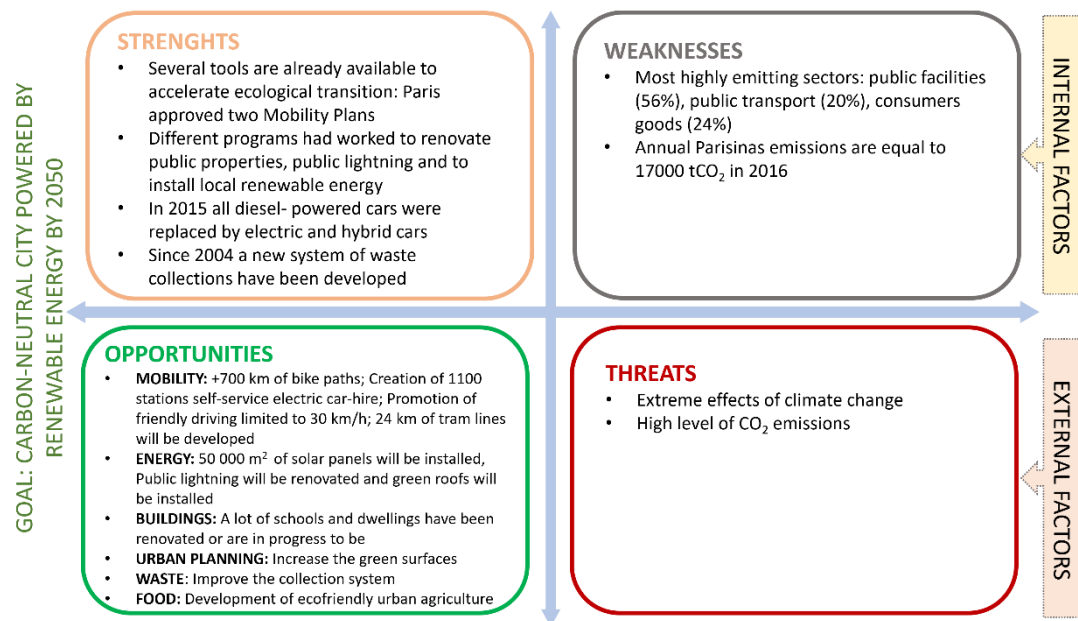 GOAL: CARBON-NEUTRAL CITY POWERED BY
RENEWABLE ENERGY BY 2050
STRENGHTS
• Several tools are already available to
accelerate ecological transition: Paris
approved two Mobility Plans
• Different programs had worked to renovate
public properties, public lightning and to
install local renewable energy
• In 2015 all diesel- powered cars were
replaced by electric and hybrid cars
• Since 2004 a new system of waste
collections have been developed
WEAKNESSES
• Most highly emitting sectors: public facilities
(56%), public transport (20%), consumers
goods (24%)
• Annual Parisinas emissions are equal to
17000 tCO₂ in 2016
INTERNAL FACTORS
OPPORTUNITIES
• MOBILITY: +700 km of bike paths; Creation of 1100
stations self-service electric car-hire; Promotion of
friendly driving limited to 30 km/h; 24 km of tram lines
will be developed
• ENERGY: 50 000 m² of solar panels will be installed,
Public lightning will be renovated and green roofs will
be installed
• BUILDINGS: A lot of schools and dwellings have been
renovated or are in progress to be
• URBAN PLANNING: Increase the green surfaces
• WASTE: Improve the collection system
• FOOD: Development of ecofriendly urban agriculture
THREATS
• Extreme effects of climate change
• High level of CO₂ emissions
EXTERNAL FACTORS